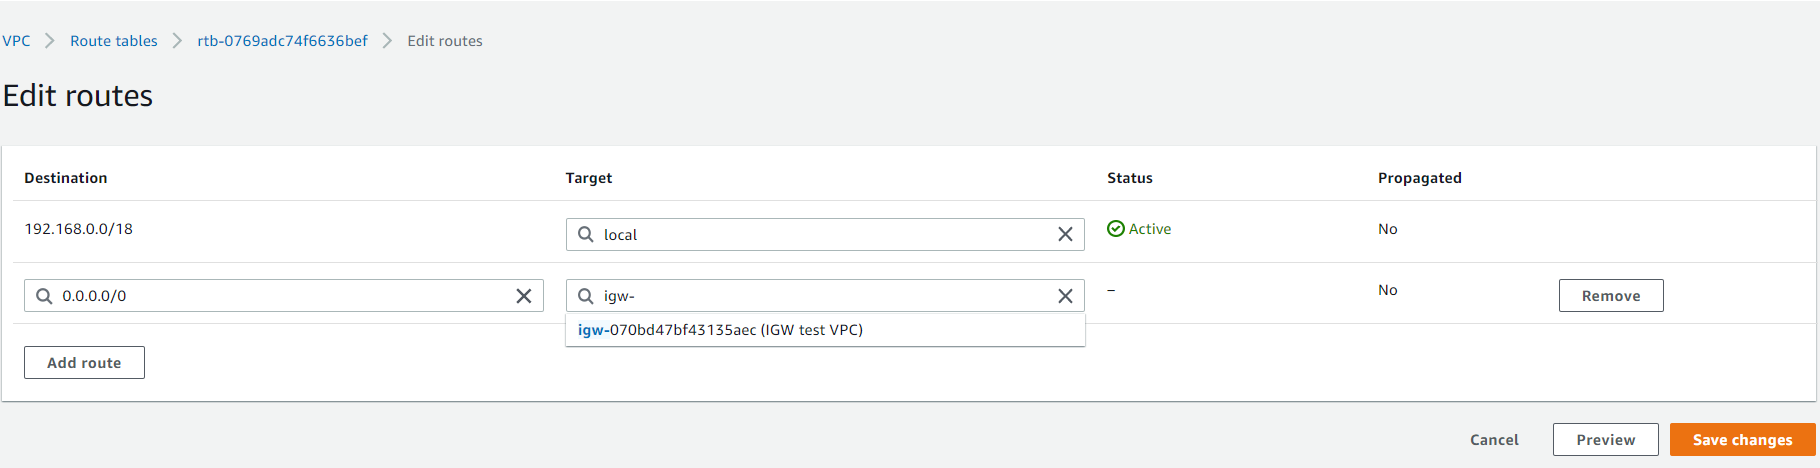 VPC > Route tables > rtb-0769adc74f6636bef > Edit routes
Edit routes
Destination Target Status Propagated
192.168.0.0/18 local Active No
0.0.0.0/0 igw- – No Remove
igw-070bd47bf43135aec (IGW test VPC)
Add route
Cancel Preview Save changes